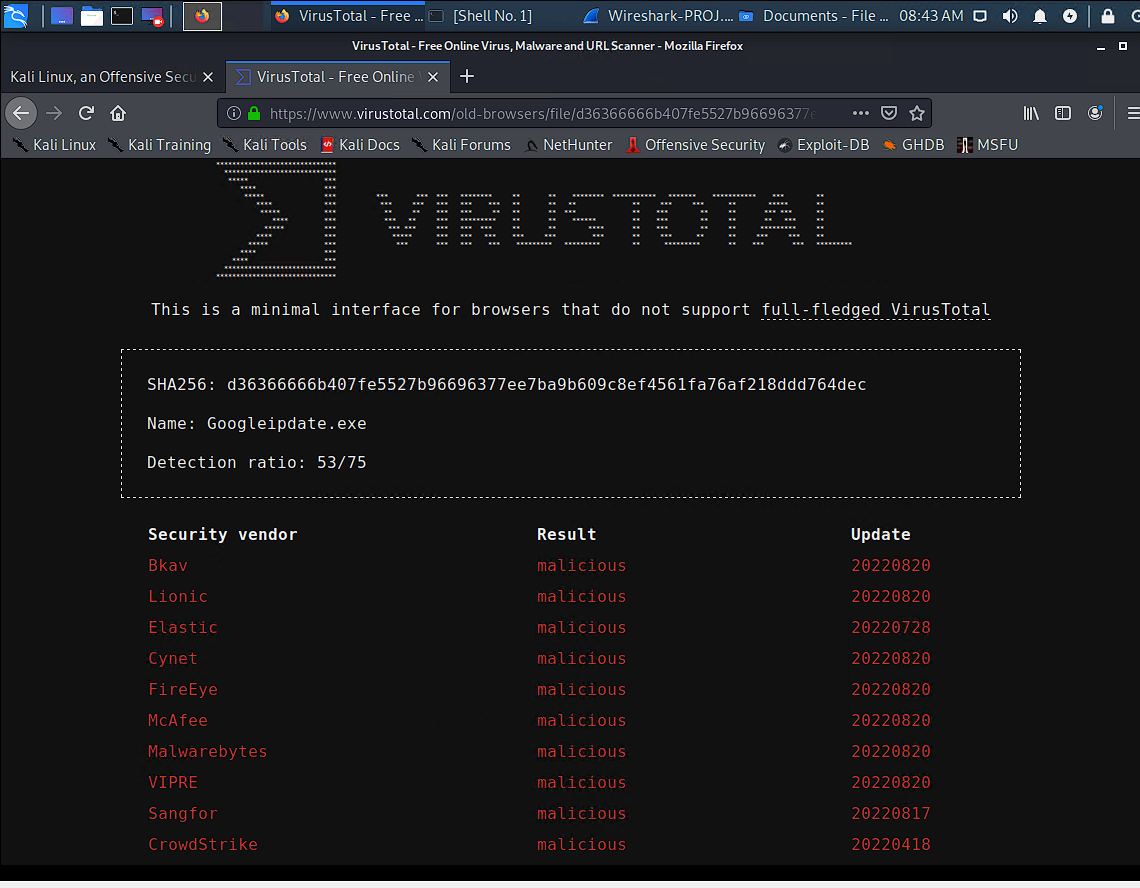 VirusTotal - Free ...
[Shell No. 1]
Wireshark-PROJ....
Documents - File ...
08:43 AM
VirusTotal - Free Online Virus, Malware and URL Scanner - Mozilla Firefox
Kali Linux, an Offensive Secu
VirusTotal - Free Online
https://www.virustotal.com/old-browsers/file/d36366666b407fe5527b96696377e
Kali Linux Kali Training Kali Tools Kali Docs Kali Forums NetHunter Offensive Security Exploit-DB GHDB MSFU
VIRUSTOTAL
This is a minimal interface for browsers that do not support full-fledged VirusTotal
SHA256: d36366666b407fe5527b96696377ee7ba9b609c8ef4561fa76af218ddd764dec
Name: Googleipdate.exe
Detection ratio: 53/75
Security vendor Result Update
Bkav malicious 20220820
Lionic malicious 20220820
Elastic malicious 20220728
Cynet malicious 20220820
FireEye malicious 20220820
McAfee malicious 20220820
Malwarebytes malicious 20220820
VIPRE malicious 20220820
Sangfor malicious 20220817
CrowdStrike malicious 20220418